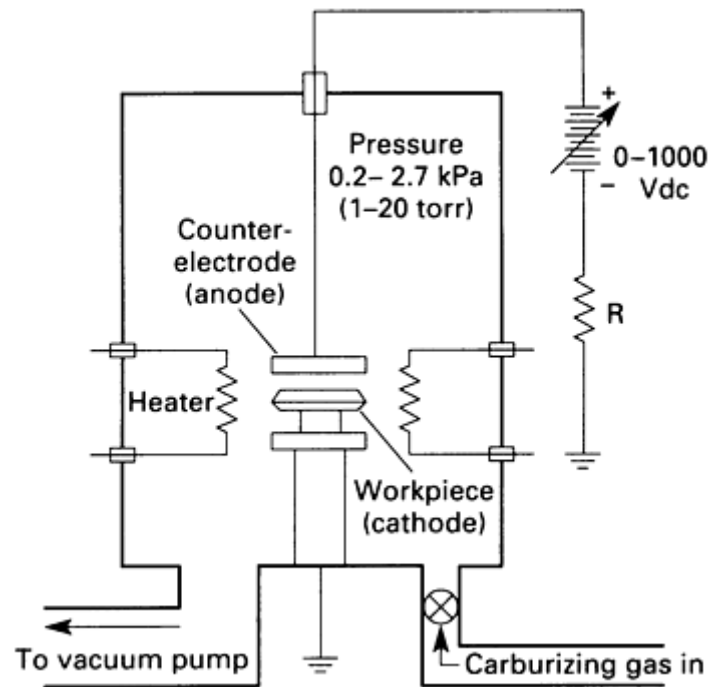 Pressure
0.2– 2.7 kPa
(1–20 torr)
+
0–1000
Vdc
–
Counter-
electrode
(anode)
R
Heater
Workpiece
(cathode)
To vacuum pump
Carburizing gas in